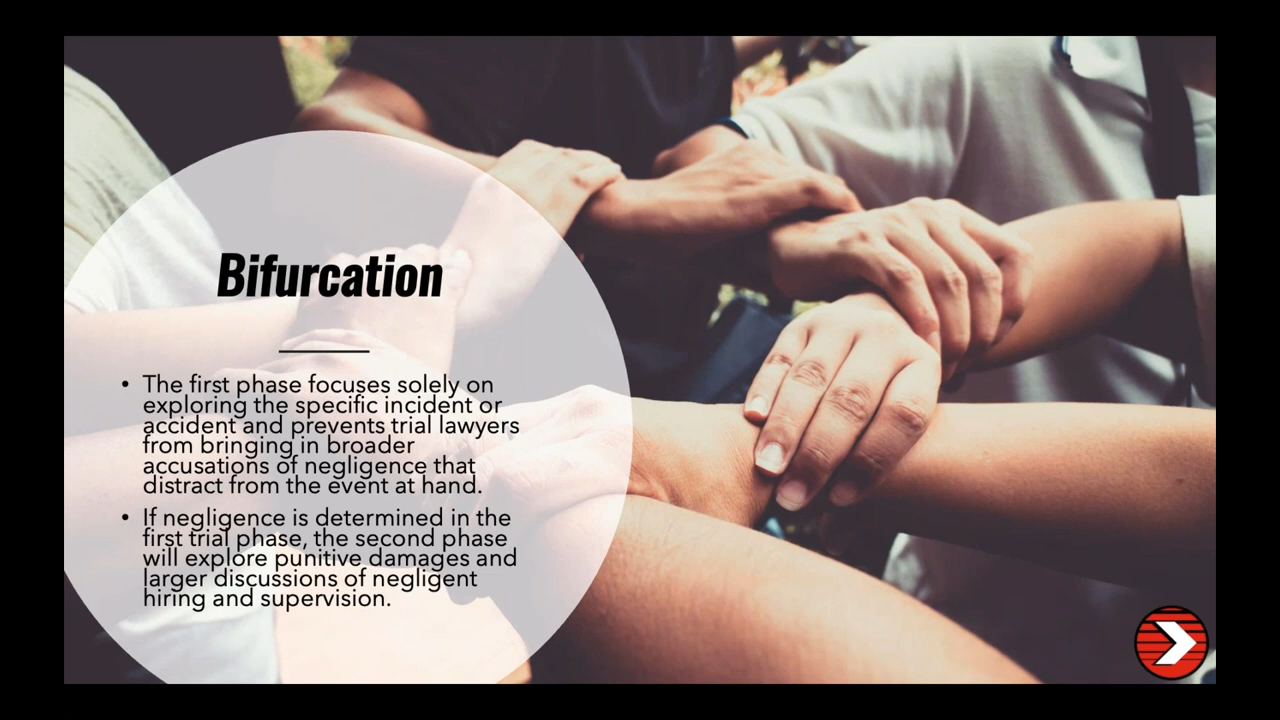 Bifurcation
• The first phase focuses solely on
exploring the specific incident or
accident and prevents trial lawyers
from bringing in broader
accusations of negligence that
distract from the event at hand.
• If negligence is determined in the
first trial phase, the second phase
will explore punitive damages and
larger discussions of negligent
hiring and supervision.